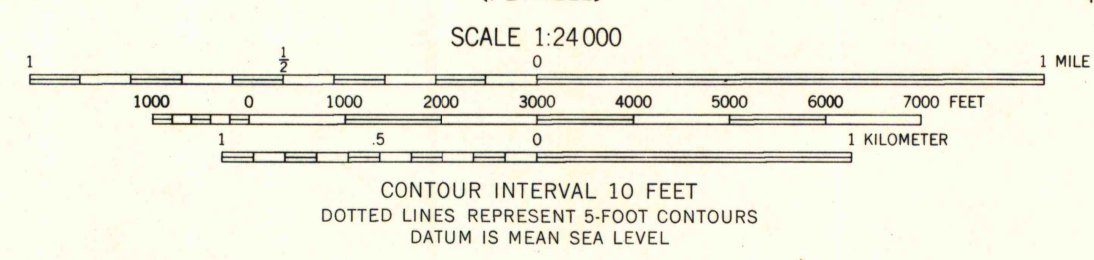 SCALE 1:24 000
1 ½ 0 1 MILE
1000 0 1000 2000 3000 4000 5000 6000 7000 FEET
1 .5 0 1 KILOMETER
CONTOUR INTERVAL 10 FEET
DOTTED LINES REPRESENT 5-FOOT CONTOURS
DATUM IS MEAN SEA LEVEL